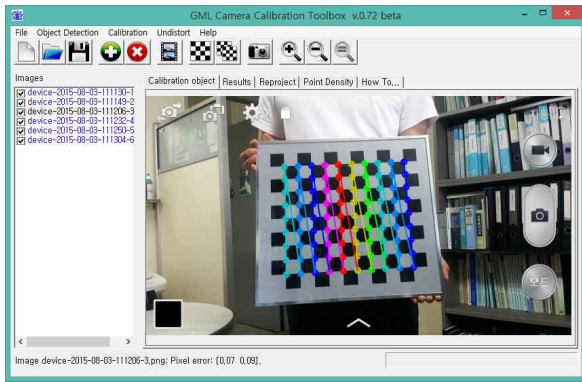 GML Camera Calibration Toolbox v.0.72 beta
File Object Detection Calibration Undistort Help
Images
Calibration object Results Reproject Point Density How To...
device-2015-08-03-111130-1
device-2015-08-03-111149-2
device-2015-08-03-111206-3
device-2015-08-03-111232-4
device-2015-08-03-111250-5
device-2015-08-03-111304-6
모드
Image device-2015-08-03-111206-3.png; Pixel error: [0,07 0,09],